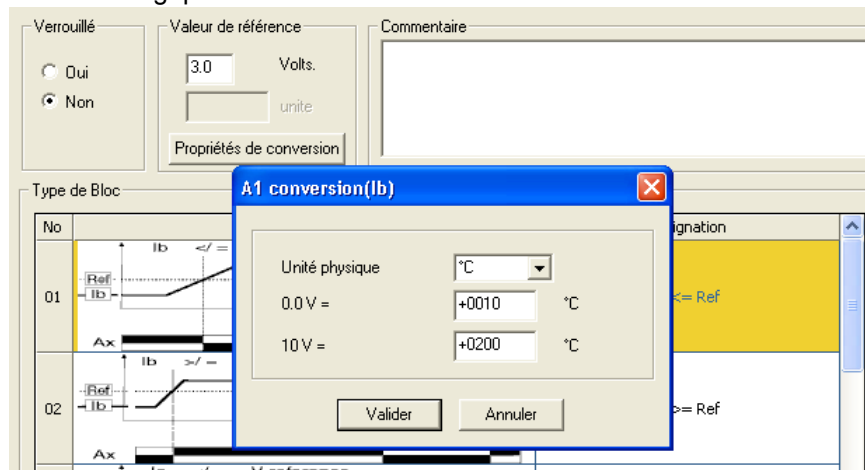 Verrouillé
Oui
Non
Valeur de référence
3.0 Volts.
unite
Propriétés de conversion
Commentaire
Type de Bloc
No
ignation
01
Ib </=
Ref
Ib
Ax
<= Ref
02
Ib >/=
Ref
Ib
Ax
>= Ref
A1 conversion(Ib)
Unité physique °C
0.0 V = +0010 °C
10 V = +0200 °C
Valider
Annuler